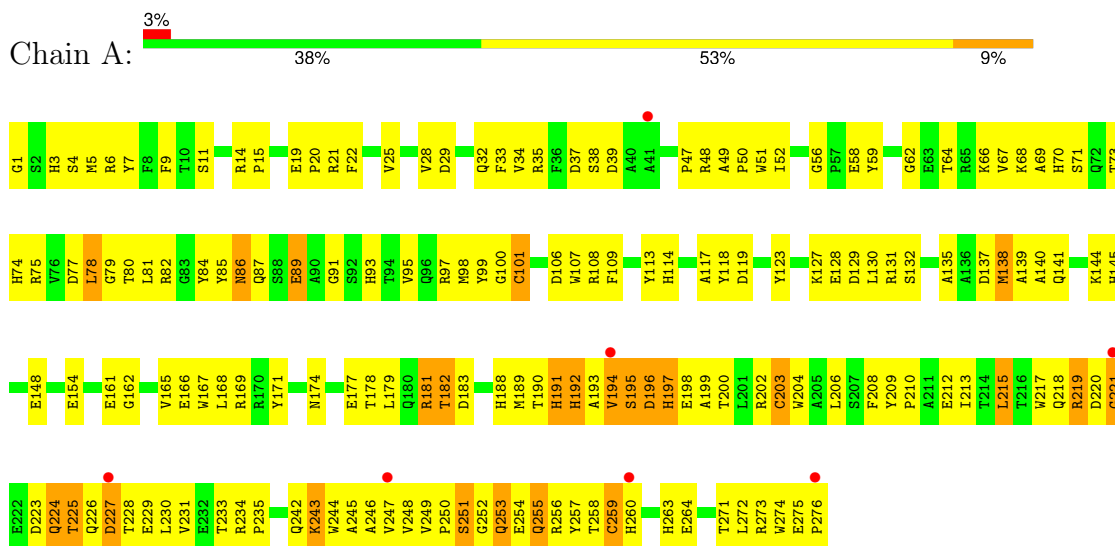 3%
Chain A:
38% 53% 9%
G1 S2 H3 S4 M5 R6 Y7 F8 F9 T10 S11 R14 P15 E19 P20 R21 F22 V25 V28 D29 Q32 F33 V34 R35 F36 D37 S38 D39 A40 A41 P47 R48 A49 P50 W51 I52 G56 P57 E58 Y59 G62 E63 T64 R65 K66 V67 K68 A69 H70 S71 Q72 T73
H74 R75 V76 D77 L78 G79 T80 L81 R82 G83 Y84 Y85 N86 Q87 S88 E89 A90 G91 S92 H93 T94 V95 Q96 R97 M98 Y99 G100 C101 D106 W107 R108 F109 Y113 H114 A117 Y118 D119 Y123 K127 E128 D129 L130 R131 S132 A135 A136 D137 M138 A139 A140 Q141 K144 H145
E148 E154 E161 G162 V165 E166 W167 L168 R169 R170 Y171 N174 E177 T178 L179 Q180 R181 T182 D183 H188 M189 T190 H191 H192 A193 V194 S195 D196 H197 E198 A199 T200 L201 R202 C203 W204 A205 L206 S207 F208 Y209 P210 A211 E212 I213 T214 L215 T216 W217 Q218 R219 D220 G221
E222 D223 Q224 T225 Q226 D227 T228 E229 L230 V231 E232 T233 R234 P235 Q242 K243 W244 A245 A246 V247 V248 V249 P250 S251 G252 Q253 E254 Q255 R256 Y257 T258 C259 H260 H263 E264 T271 L272 R273 W274 E275 P276